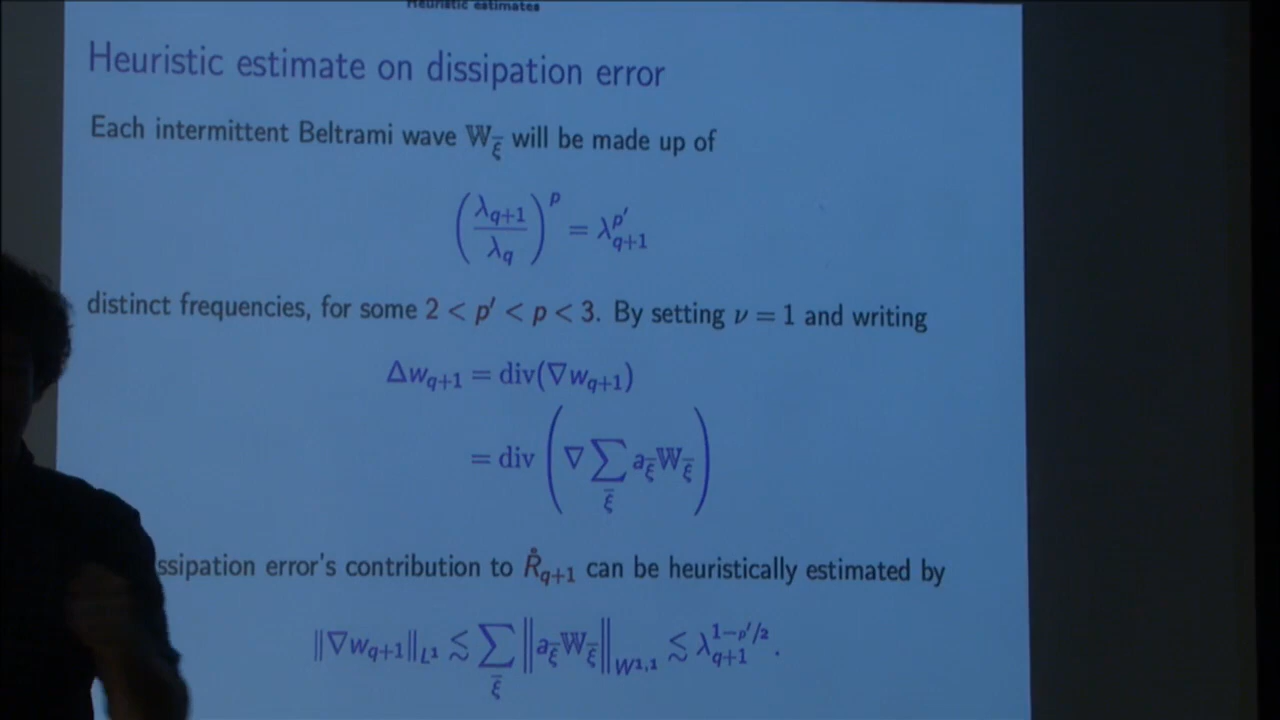 Heuristic estimates
Heuristic estimate on dissipation error
Each intermittent Beltrami wave 𝕎_ξ̄ will be made up of
(λ_{q+1} / λ_q)^p = λ_{q+1}^{p′}
distinct frequencies, for some 2 < p′ < p < 3. By setting ν = 1 and writing
Δw_{q+1} = div(∇w_{q+1})
= div (∇ ∑_ξ̄ a_ξ̄ 𝕎_ξ̄)
ssipation error's contribution to R̊_{q+1} can be heuristically estimated by
‖∇w_{q+1}‖_{L¹} ≲ ∑_ξ̄ ‖a_ξ̄ 𝕎_ξ̄‖_{W^{1,1}} ≲ λ_{q+1}^{1−p′/2}.